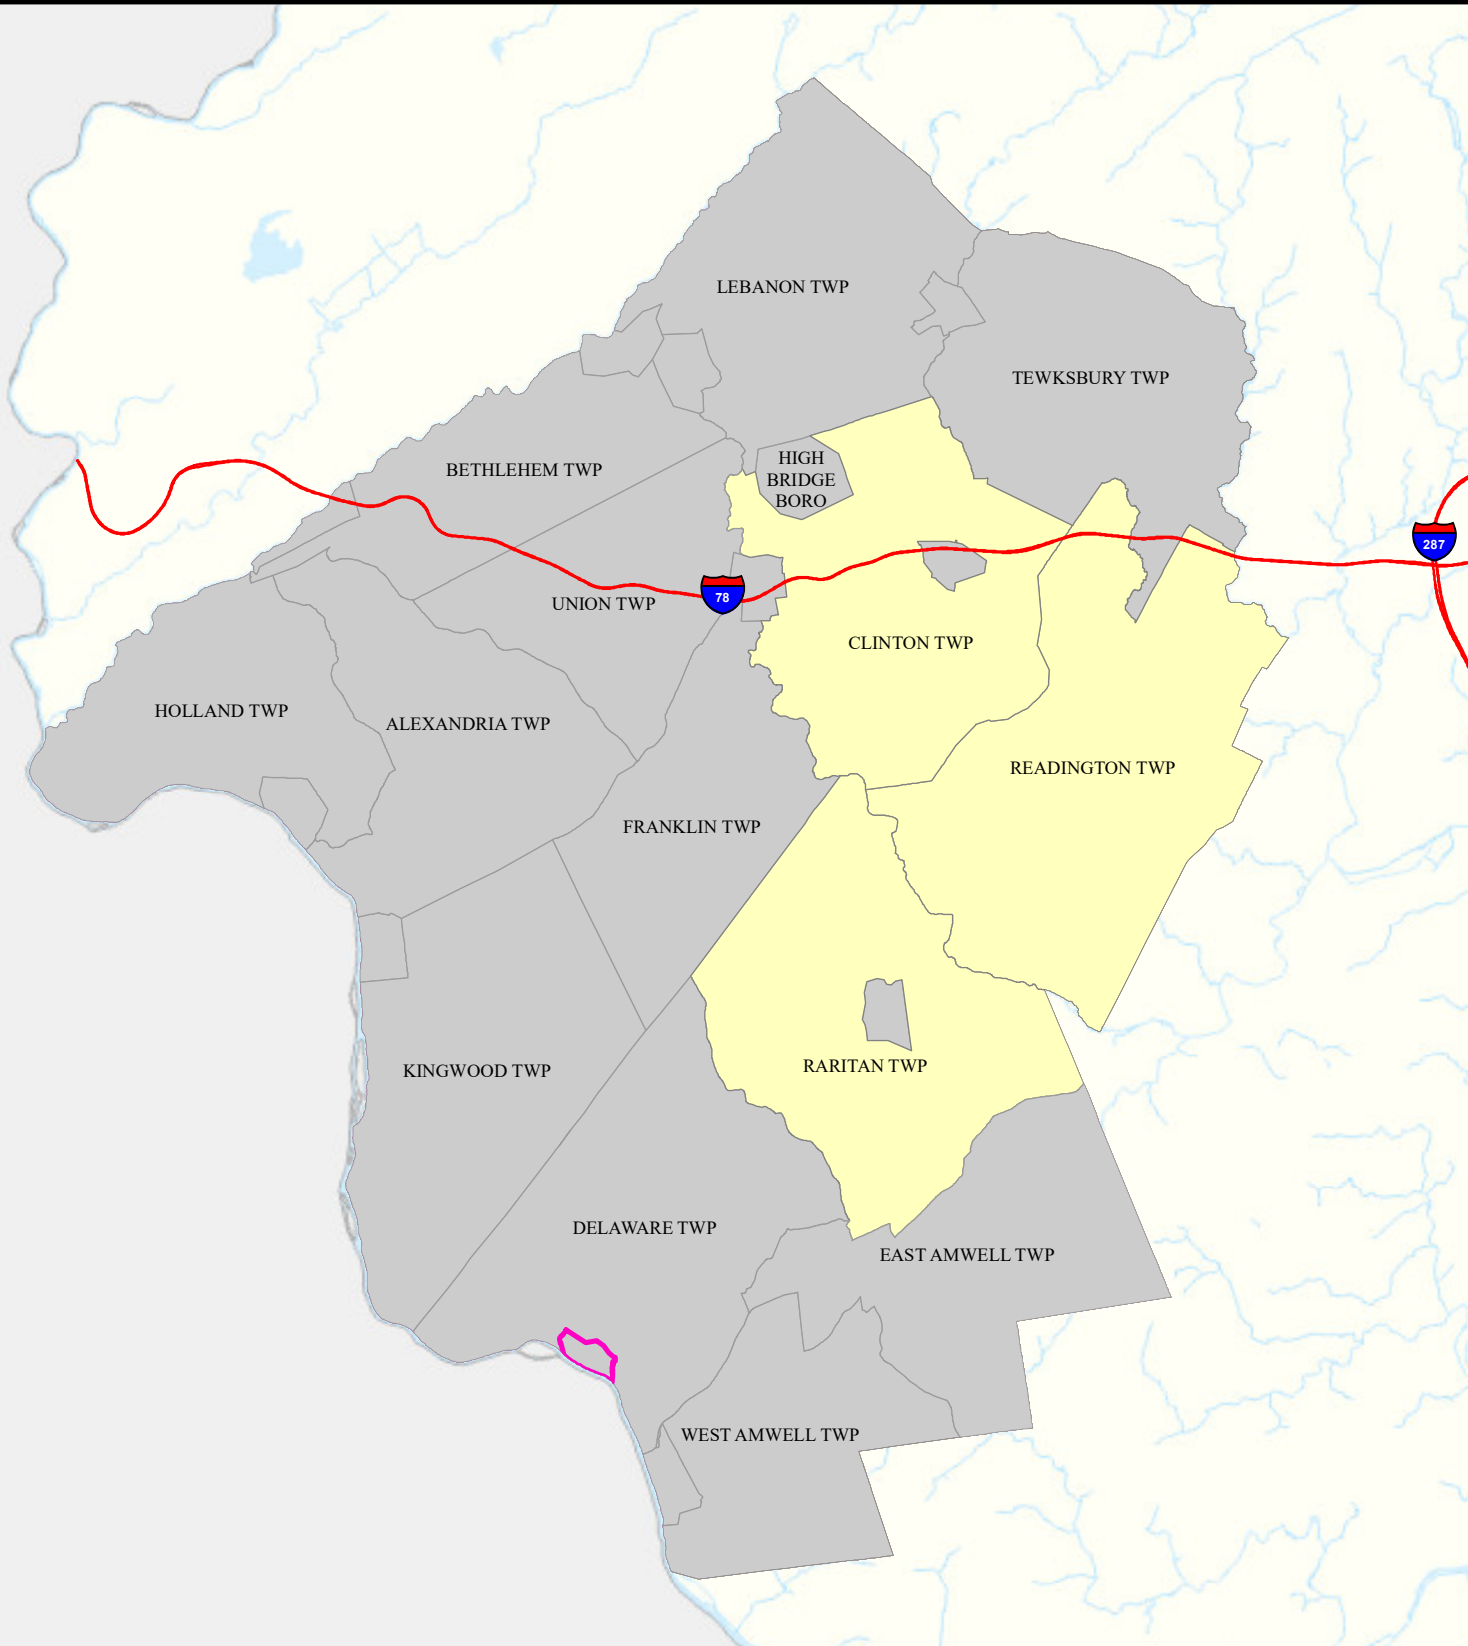 LEBANON TWP
TEWKSBURY TWP
HIGH
BRIDGE
BORO
BETHLEHEM TWP
287
78
UNION TWP
CLINTON TWP
HOLLAND TWP
ALEXANDRIA TWP
READINGTON TWP
FRANKLIN TWP
RARITAN TWP
KINGWOOD TWP
DELAWARE TWP
EAST AMWELL TWP
WEST AMWELL TWP